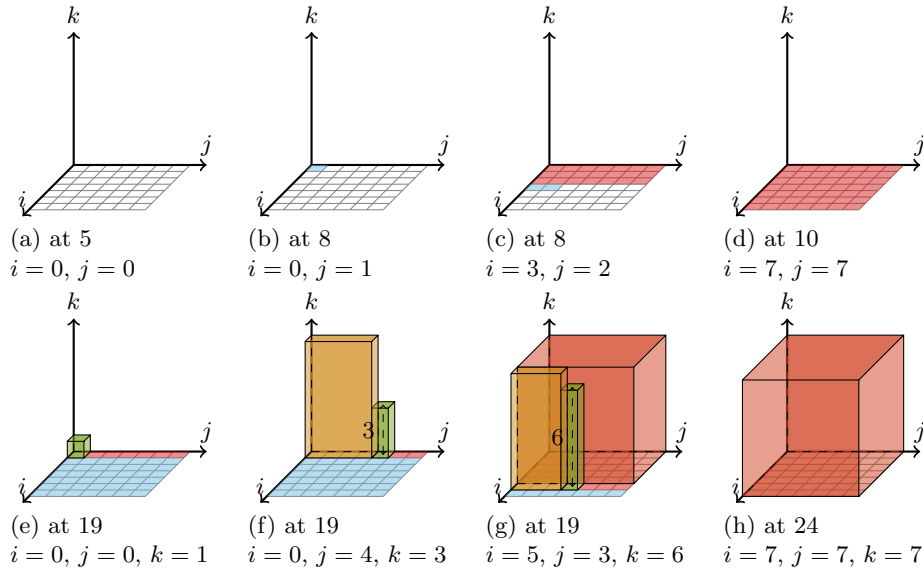 k
j
i
(a) at 5
i = 0, j = 0
k
j
i
(b) at 8
i = 0, j = 1
k
j
i
(c) at 8
i = 3, j = 2
k
j
i
(d) at 10
i = 7, j = 7
k
j
i
(e) at 19
i = 0, j = 0, k = 1
k
3
j
i
(f) at 19
i = 0, j = 4, k = 3
k
6
j
i
(g) at 19
i = 5, j = 3, k = 6
k
j
i
(h) at 24
i = 7, j = 7, k = 7